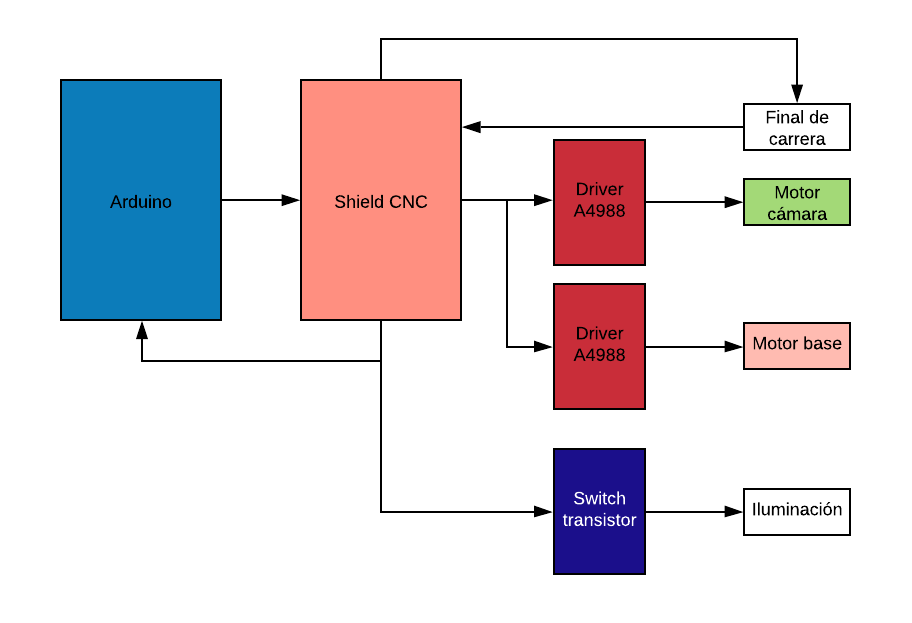 Arduino
Shield CNC
Final de
carrera
Driver
A4988
Motor
cámara
Driver
A4988
Motor base
Switch
transistor
Iluminación